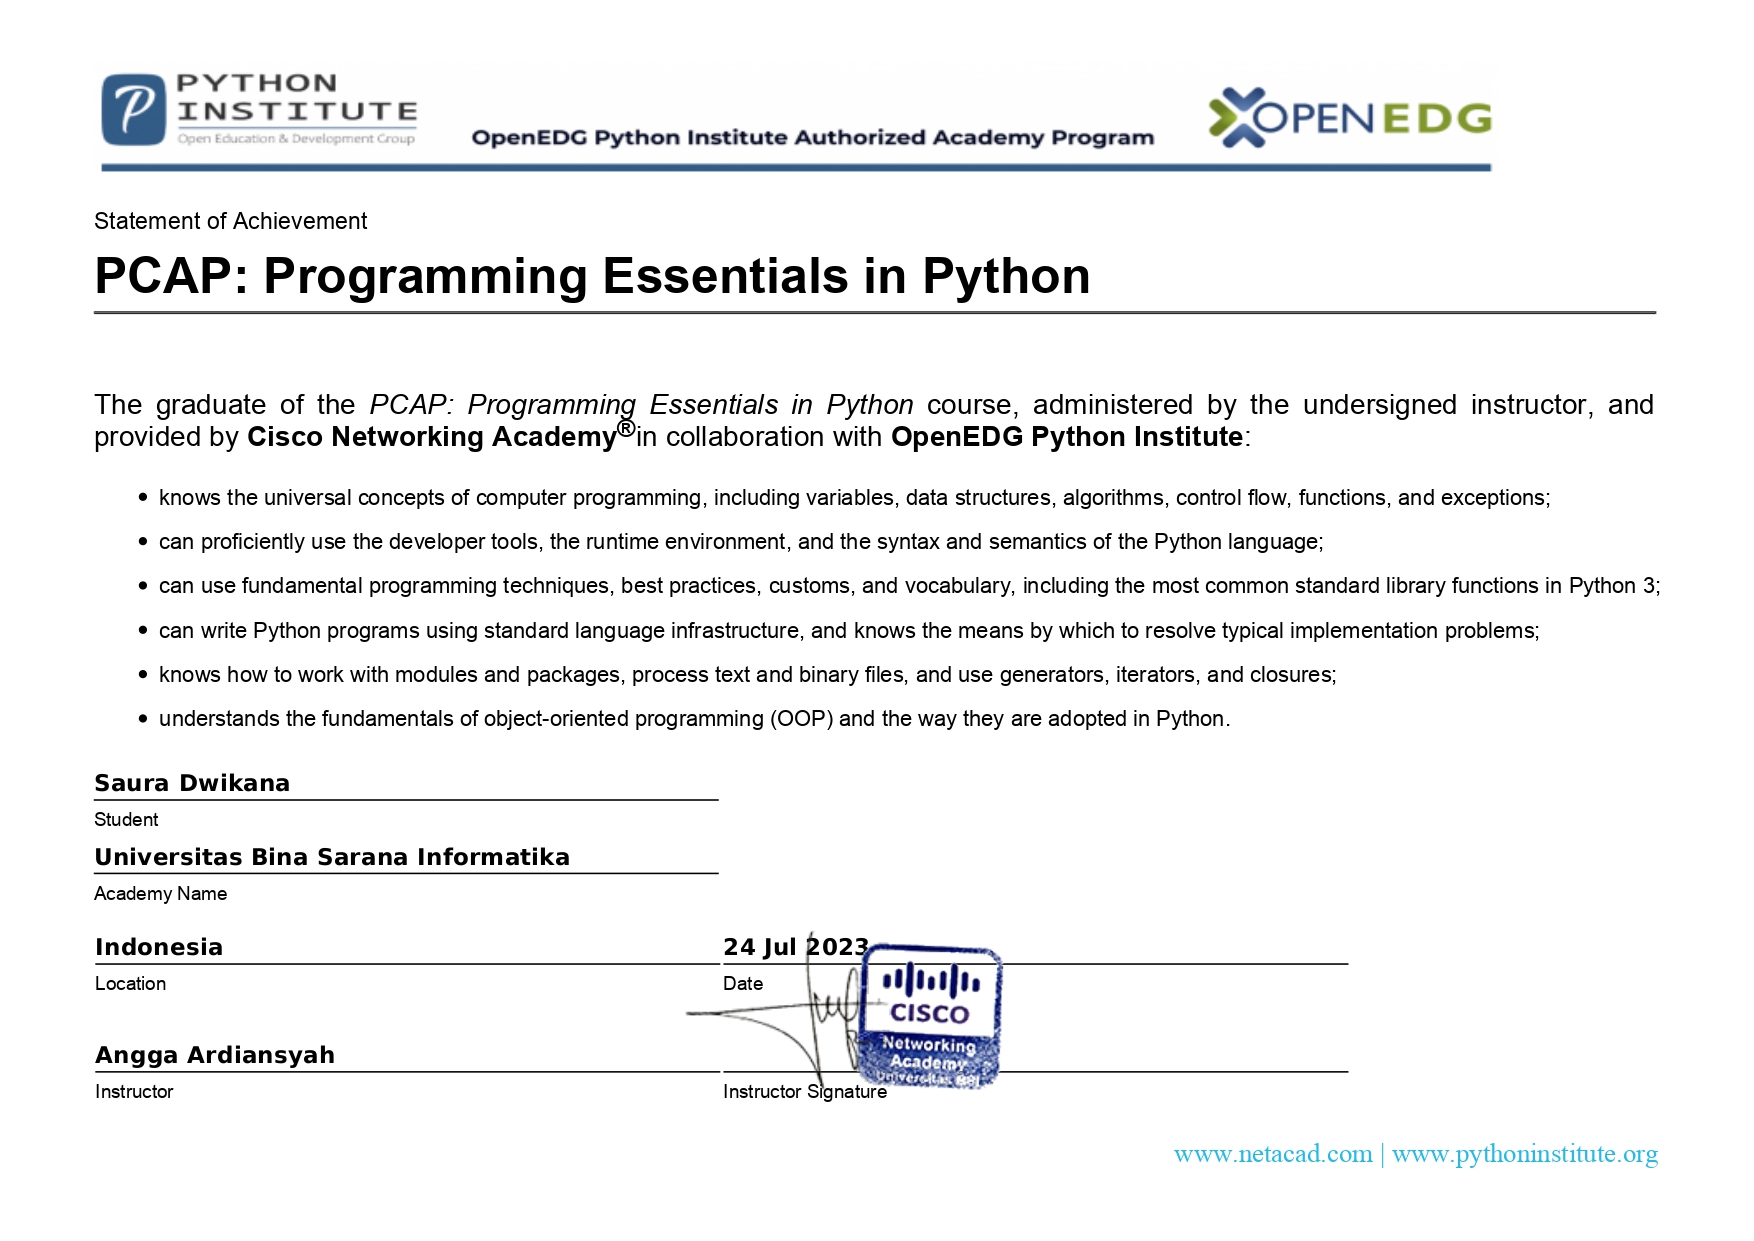 PYTHON
INSTITUTE
Open Education & Development Group
OpenEDG Python Institute Authorized Academy Program
OPENEDG
Statement of Achievement
PCAP: Programming Essentials in Python
The graduate of the PCAP: Programming Essentials in Python course, administered by the undersigned instructor, and
provided by Cisco Networking Academy®in collaboration with OpenEDG Python Institute:
• knows the universal concepts of computer programming, including variables, data structures, algorithms, control flow, functions, and exceptions;
• can proficiently use the developer tools, the runtime environment, and the syntax and semantics of the Python language;
• can use fundamental programming techniques, best practices, customs, and vocabulary, including the most common standard library functions in Python 3;
• can write Python programs using standard language infrastructure, and knows the means by which to resolve typical implementation problems;
• knows how to work with modules and packages, process text and binary files, and use generators, iterators, and closures;
• understands the fundamentals of object-oriented programming (OOP) and the way they are adopted in Python.
Saura Dwikana
Student
Universitas Bina Sarana Informatika
Academy Name
Indonesia
Location
24 Jul 2023
Date
CISCO
Networking
Academy
Universitas BSI
Angga Ardiansyah
Instructor
Instructor Signature
www.netacad.com | www.pythoninstitute.org